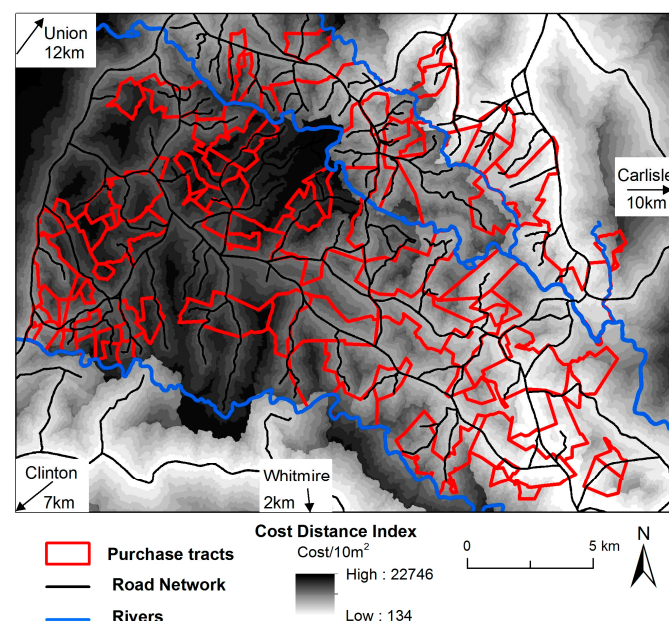 Union
12km
Carlisle
10km
Clinton
7km
Whitmire
2km
Cost Distance Index
Purchase tracts
Road Network
Rivers
Cost/10m²
High : 22746
Low : 134
0 5 km
N